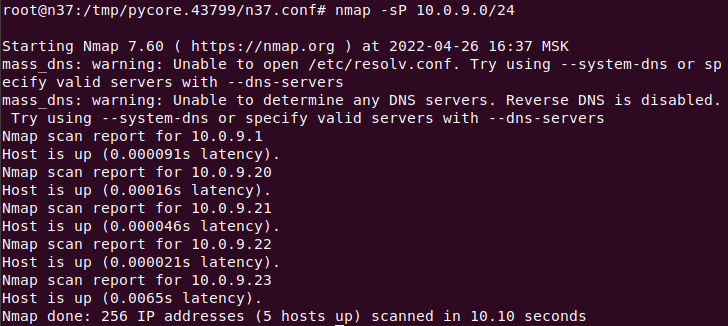 root@n37:/tmp/pycore.43799/n37.conf# nmap -sP 10.0.9.0/24
Starting Nmap 7.60 ( https://nmap.org ) at 2022-04-26 16:37 MSK
mass_dns: warning: Unable to open /etc/resolv.conf. Try using --system-dns or sp
ecify valid servers with --dns-servers
mass_dns: warning: Unable to determine any DNS servers. Reverse DNS is disabled.
 Try using --system-dns or specify valid servers with --dns-servers
Nmap scan report for 10.0.9.1
Host is up (0.000091s latency).
Nmap scan report for 10.0.9.20
Host is up (0.00016s latency).
Nmap scan report for 10.0.9.21
Host is up (0.000046s latency).
Nmap scan report for 10.0.9.22
Host is up (0.000021s latency).
Nmap scan report for 10.0.9.23
Host is up (0.0065s latency).
Nmap done: 256 IP addresses (5 hosts up) scanned in 10.10 seconds